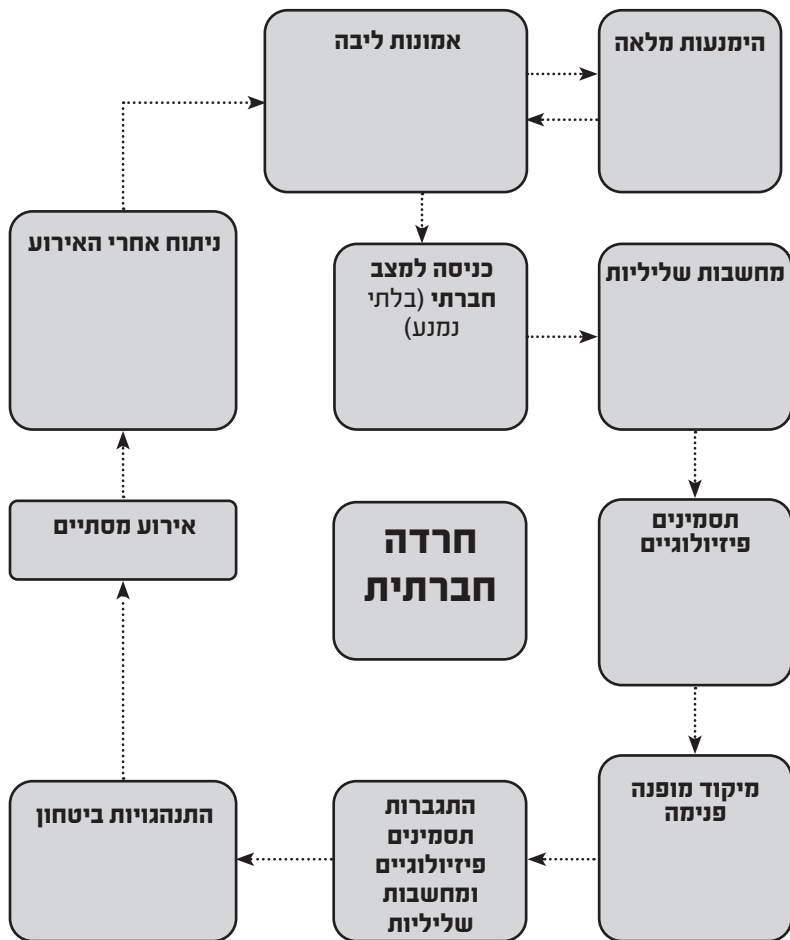 אמונות ליבה
הימנעות מלאה
ניתוח אחרי האירוע
כניסה למצב
חברתי (בלתי
נמנע)
מחשבות שליליות
אירוע מסתיים
חרדה
חברתית
תסמינים
פיזיולוגיים
התנהגויות ביטחון
התגברות
תסמינים
פיזיולוגיים
ומחשבות
שליליות
מיקוד מופנה
פנימה